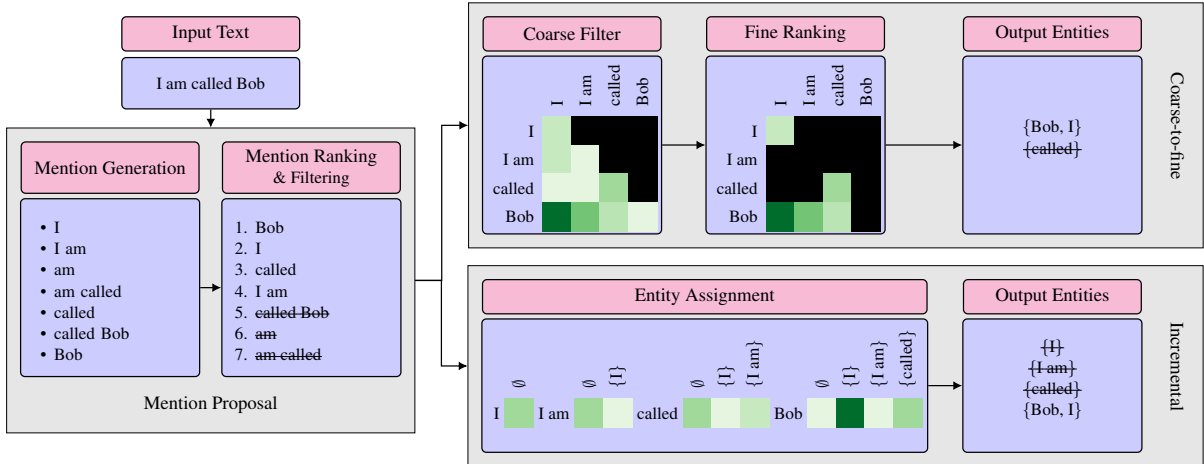 Input Text
I am called Bob
Mention Generation
• I
• I am
• am
• am called
• called
• called Bob
• Bob
Mention Ranking
& Filtering
1. Bob
2. I
3. called
4. I am
5. called Bob
6. am
7. am called
Mention Proposal
Coarse Filter
I
I am
called
Bob
I
I am
called
Bob
Fine Ranking
I
I am
called
Bob
I
I am
called
Bob
Output Entities
{Bob, I}
{called}
Coarse-to-fine
Entity Assignment
∅
∅
{I}
∅
{I}
{I am}
∅
{I}
{I am}
{called}
I
I am
called
Bob
Output Entities
{I}
{I am}
{called}
{Bob, I}
Incremental